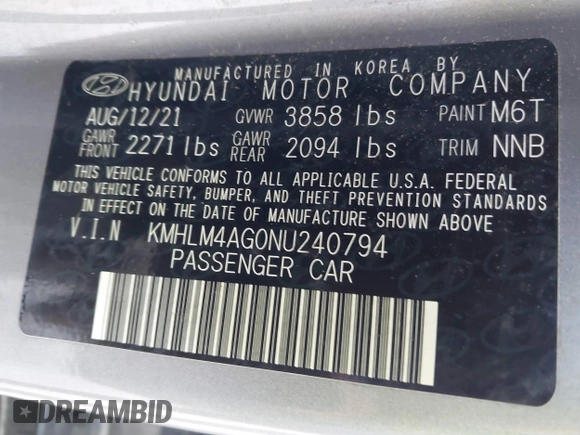 MANUFACTURED IN KOREA BY
HYUNDAI MOTOR COMPANY
AUG/12/21 GVWR 3858 lbs PAINT M6T
GAWR FRONT 2271 lbs GAWR REAR 2094 lbs TRIM NNB
THIS VEHICLE CONFORMS TO ALL APPLICABLE U.S.A. FEDERAL
MOTOR VEHICLE SAFETY, BUMPER, AND THEFT PREVENTION STANDARDS
IN EFFECT ON THE DATE OF MANUFACTURE SHOWN ABOVE
V.I.N KMHLM4AG0NU240794
PASSENGER CAR
DREAMBID